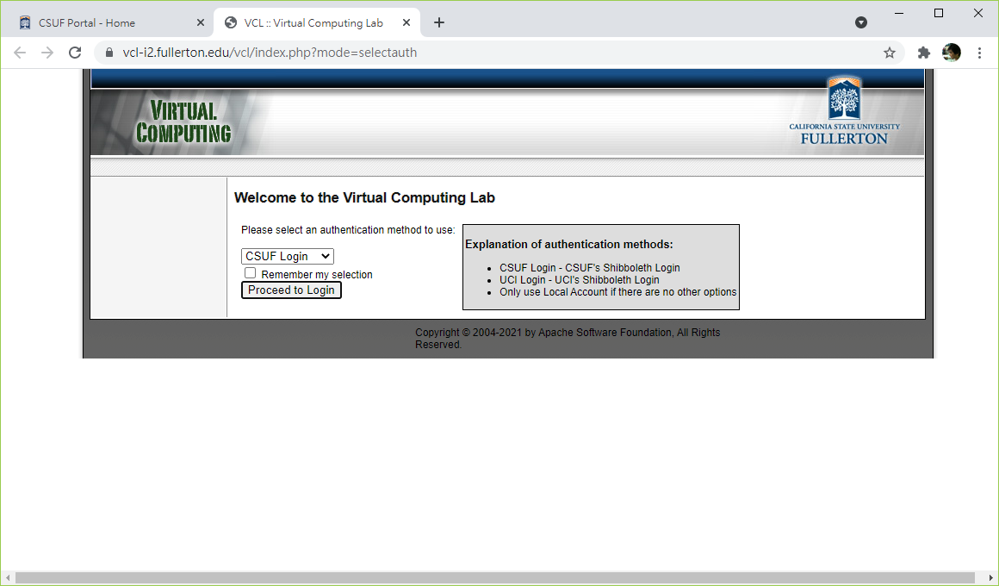 CSUF Portal - Home
VCL :: Virtual Computing Lab
vcl-i2.fullerton.edu/vcl/index.php?mode=selectauth
VIRTUAL
COMPUTING
CALIFORNIA STATE UNIVERSITY
FULLERTON
Welcome to the Virtual Computing Lab
Please select an authentication method to use:
CSUF Login
Remember my selection
Proceed to Login
Explanation of authentication methods:
• CSUF Login - CSUF's Shibboleth Login
• UCI Login - UCI's Shibboleth Login
• Only use Local Account if there are no other options
Copyright © 2004-2021 by Apache Software Foundation, All Rights
Reserved.